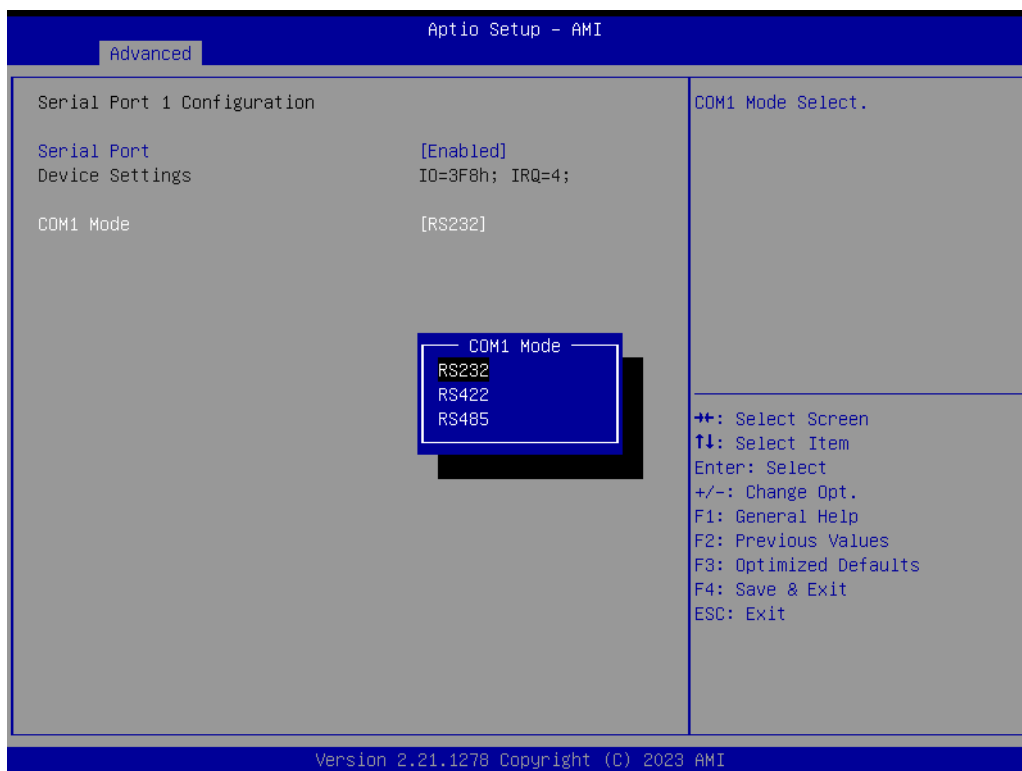 Aptio Setup - AMI
Advanced
Serial Port 1 Configuration
Serial Port [Enabled]
Device Settings IO=3F8h; IRQ=4;
COM1 Mode [RS232]
COM1 Mode
RS232
RS422
RS485
COM1 Mode Select.
→←: Select Screen
↑↓: Select Item
Enter: Select
+/-: Change Opt.
F1: General Help
F2: Previous Values
F3: Optimized Defaults
F4: Save & Exit
ESC: Exit
Version 2.21.1278 Copyright (C) 2023 AMI